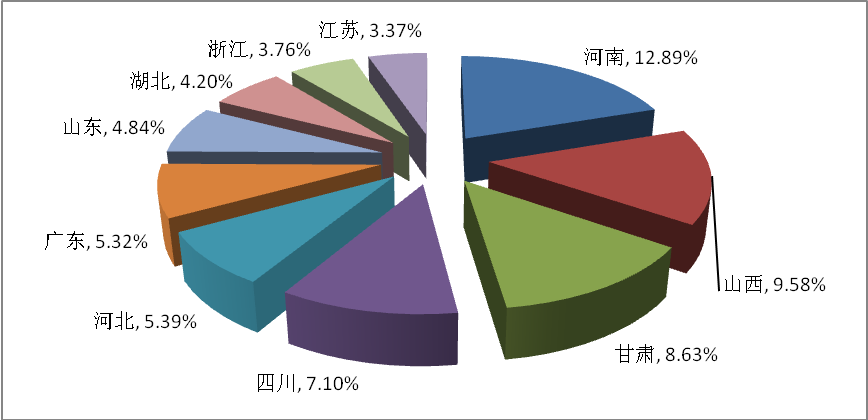 江苏, 3.37%
浙江, 3.76%
河南, 12.89%
湖北, 4.20%
山东, 4.84%
广东, 5.32%
山西, 9.58%
河北, 5.39%
甘肃, 8.63%
四川, 7.10%